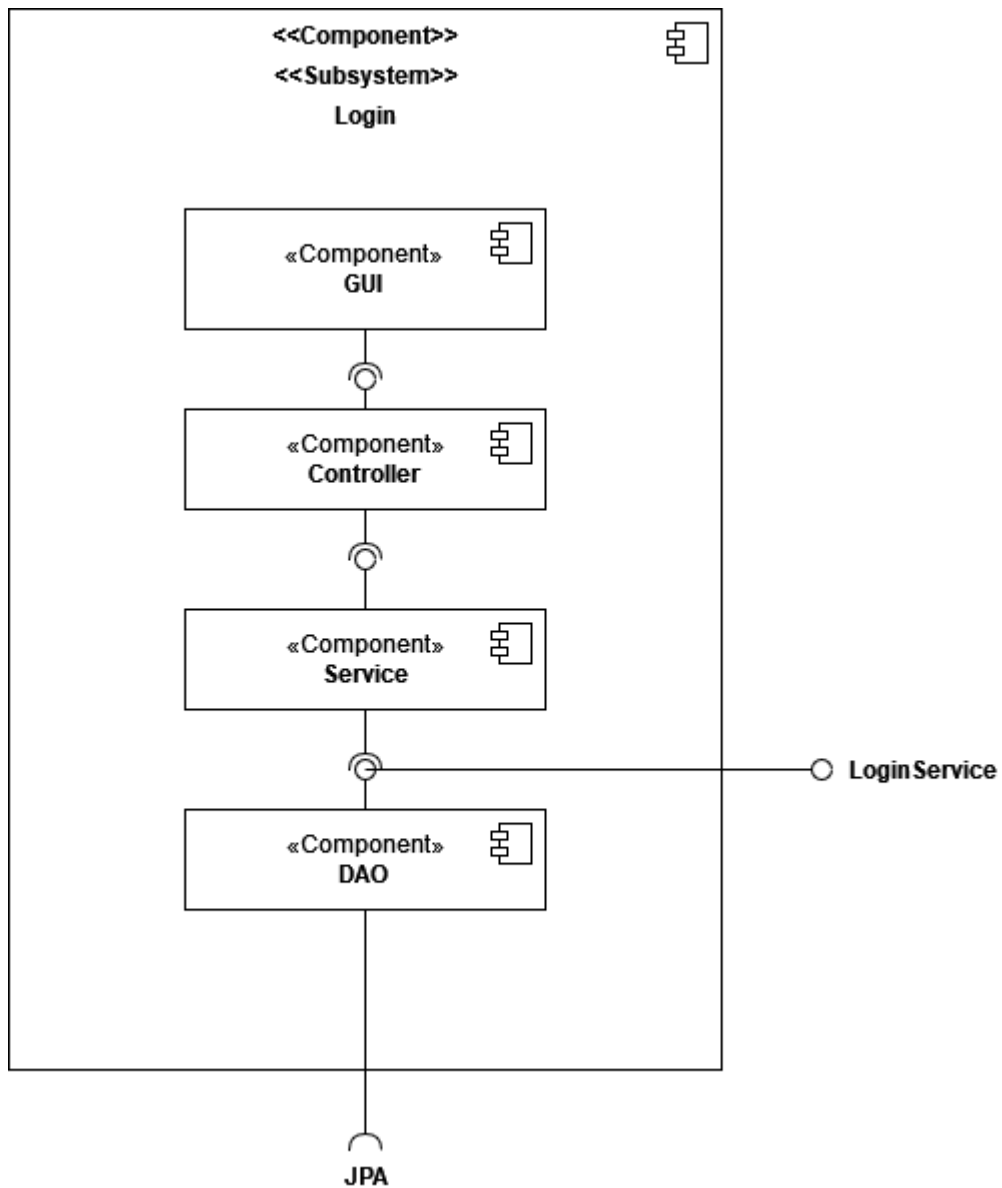 <<Component>>
<<Subsystem>>
Login
«Component»
GUI
«Component»
Controller
«Component»
Service
LoginService
«Component»
DAO
JPA